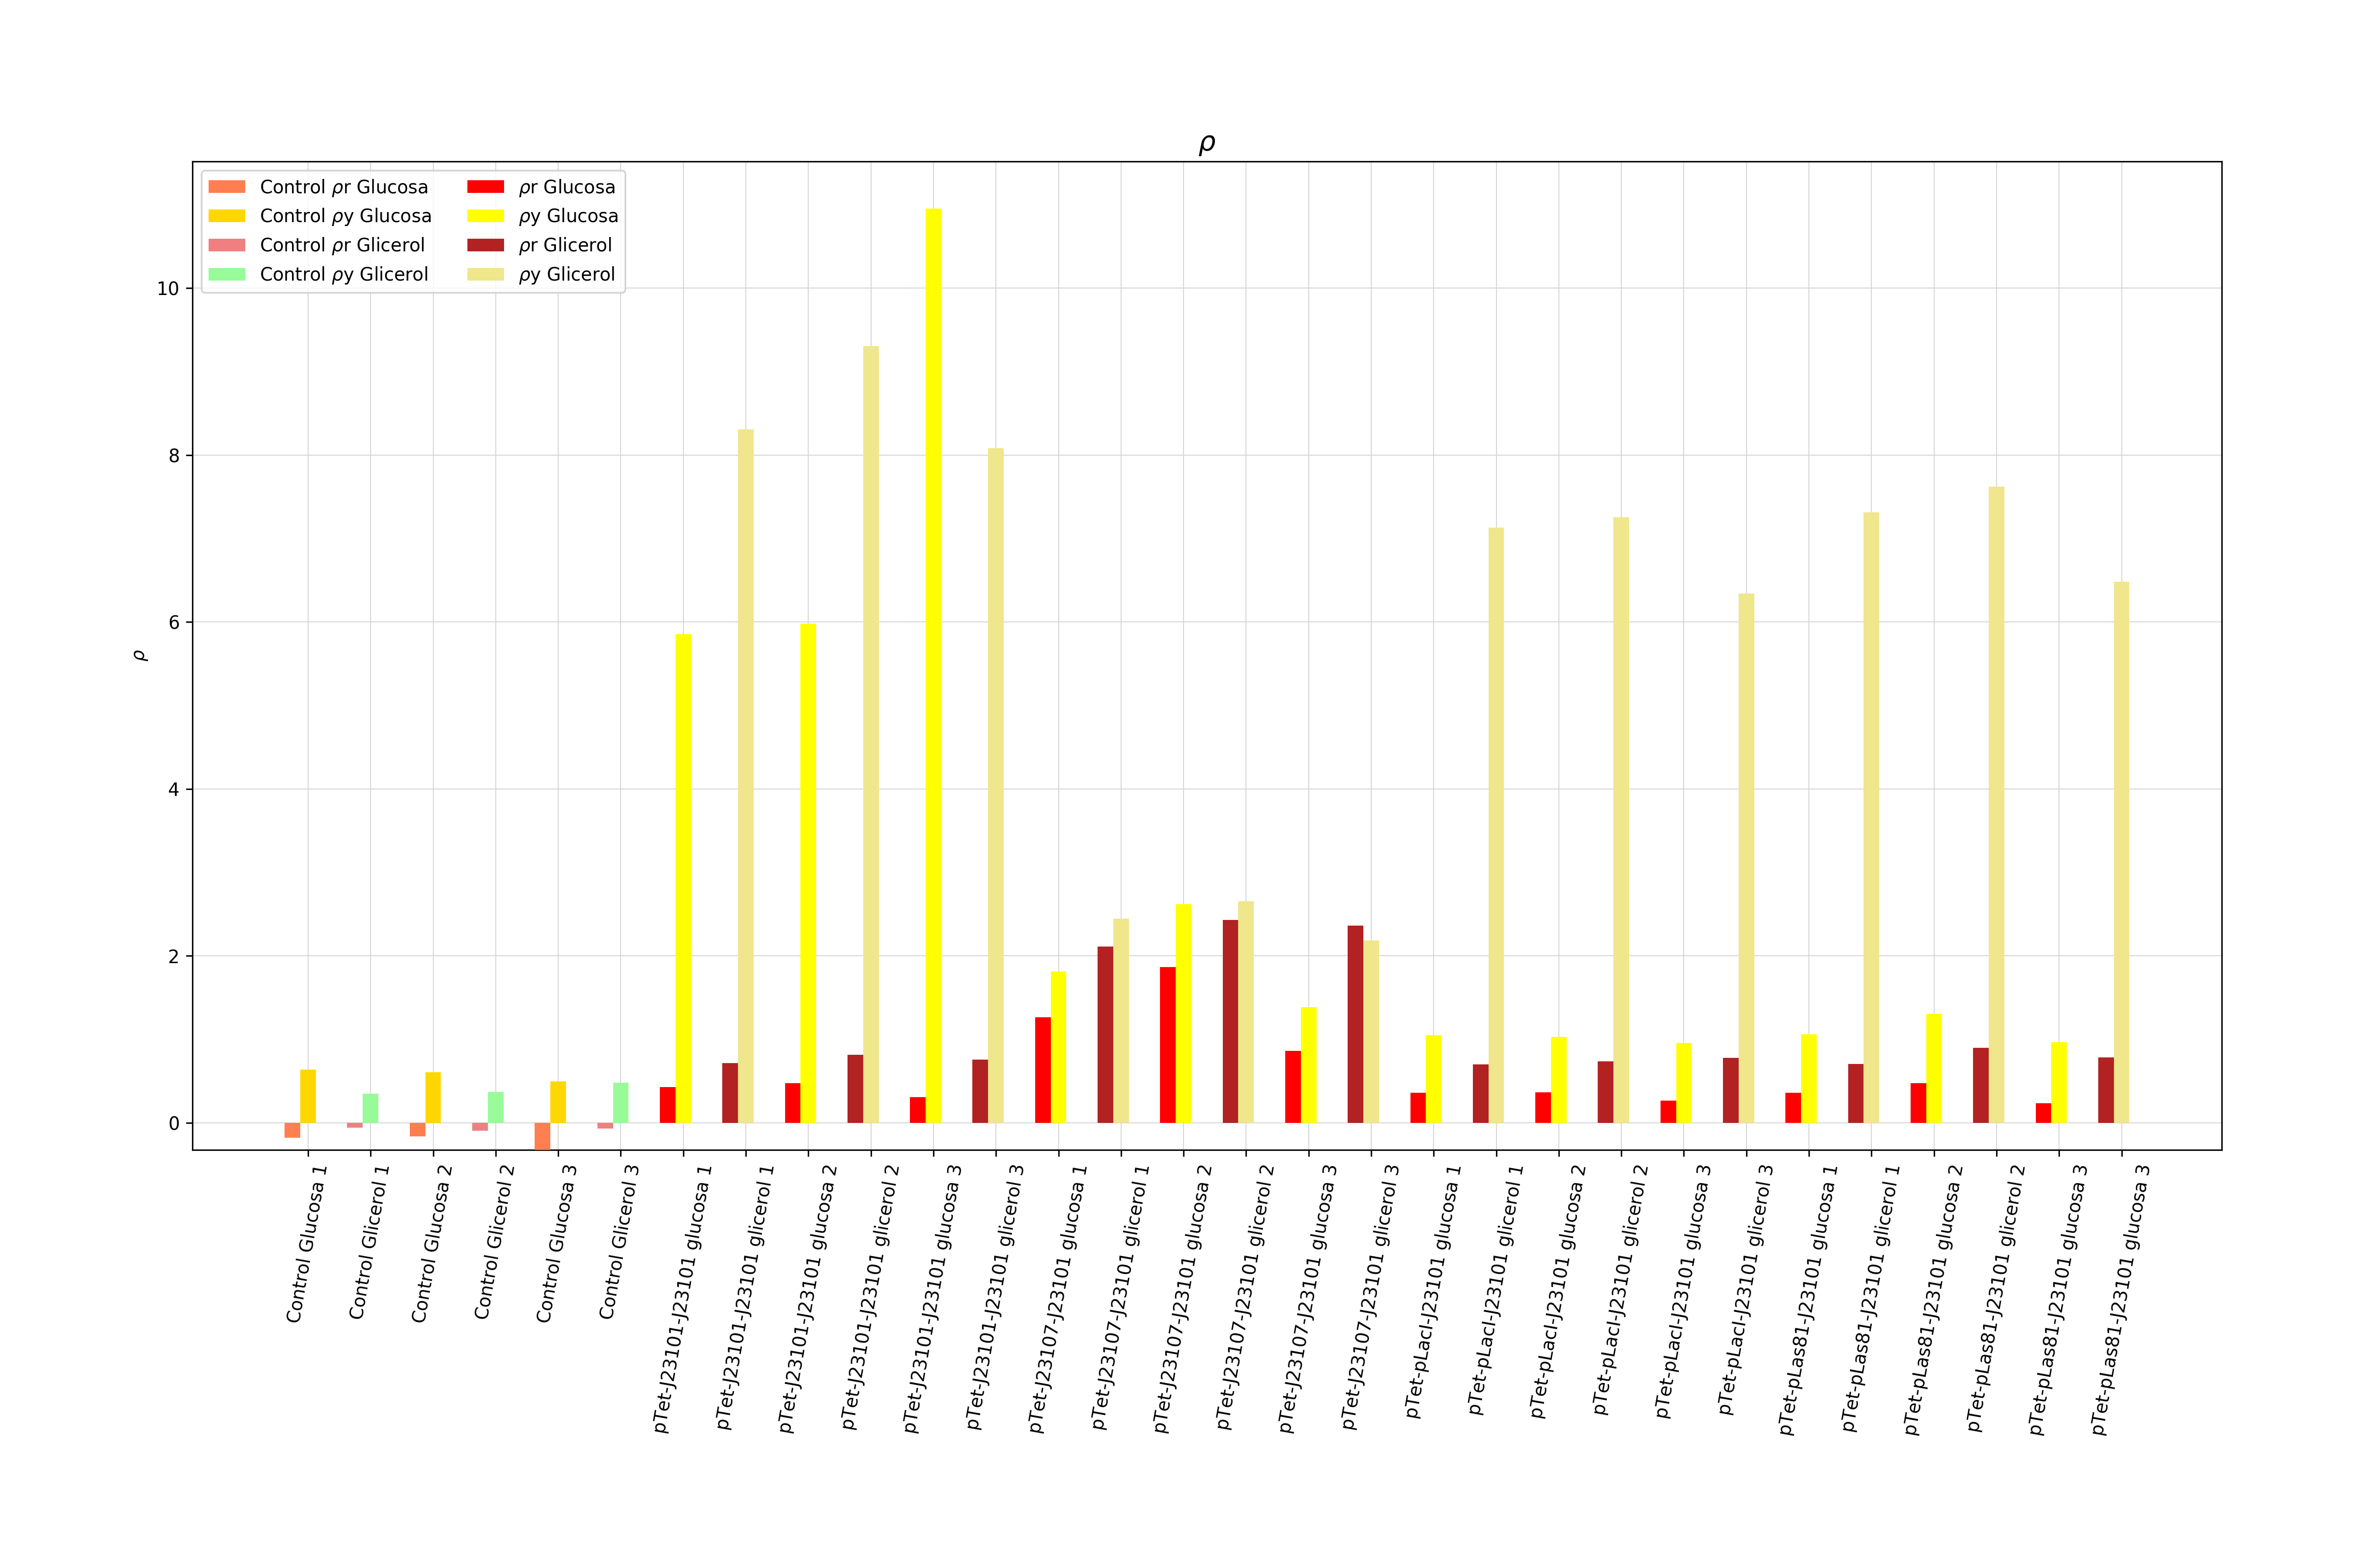 ρ
Control ρr Glucosa
Control ρy Glucosa
Control ρr Glicerol
Control ρy Glicerol
ρr Glucosa
ρy Glucosa
ρr Glicerol
ρy Glicerol
10
8
6
4
2
0
ρ
Control Glucosa 1
Control Glicerol 1
Control Glucosa 2
Control Glicerol 2
Control Glucosa 3
Control Glicerol 3
pTet-J23101-J23101 glucosa 1
pTet-J23101-J23101 glicerol 1
pTet-J23101-J23101 glucosa 2
pTet-J23101-J23101 glicerol 2
pTet-J23101-J23101 glucosa 3
pTet-J23101-J23101 glicerol 3
pTet-J23107-J23101 glucosa 1
pTet-J23107-J23101 glicerol 1
pTet-J23107-J23101 glucosa 2
pTet-J23107-J23101 glicerol 2
pTet-J23107-J23101 glucosa 3
pTet-J23107-J23101 glicerol 3
pTet-pLacI-J23101 glucosa 1
pTet-pLacI-J23101 glicerol 1
pTet-pLacI-J23101 glucosa 2
pTet-pLacI-J23101 glicerol 2
pTet-pLacI-J23101 glucosa 3
pTet-pLacI-J23101 glicerol 3
pTet-pLas81-J23101 glucosa 1
pTet-pLas81-J23101 glicerol 1
pTet-pLas81-J23101 glucosa 2
pTet-pLas81-J23101 glicerol 2
pTet-pLas81-J23101 glucosa 3
pTet-pLas81-J23101 glucosa 3